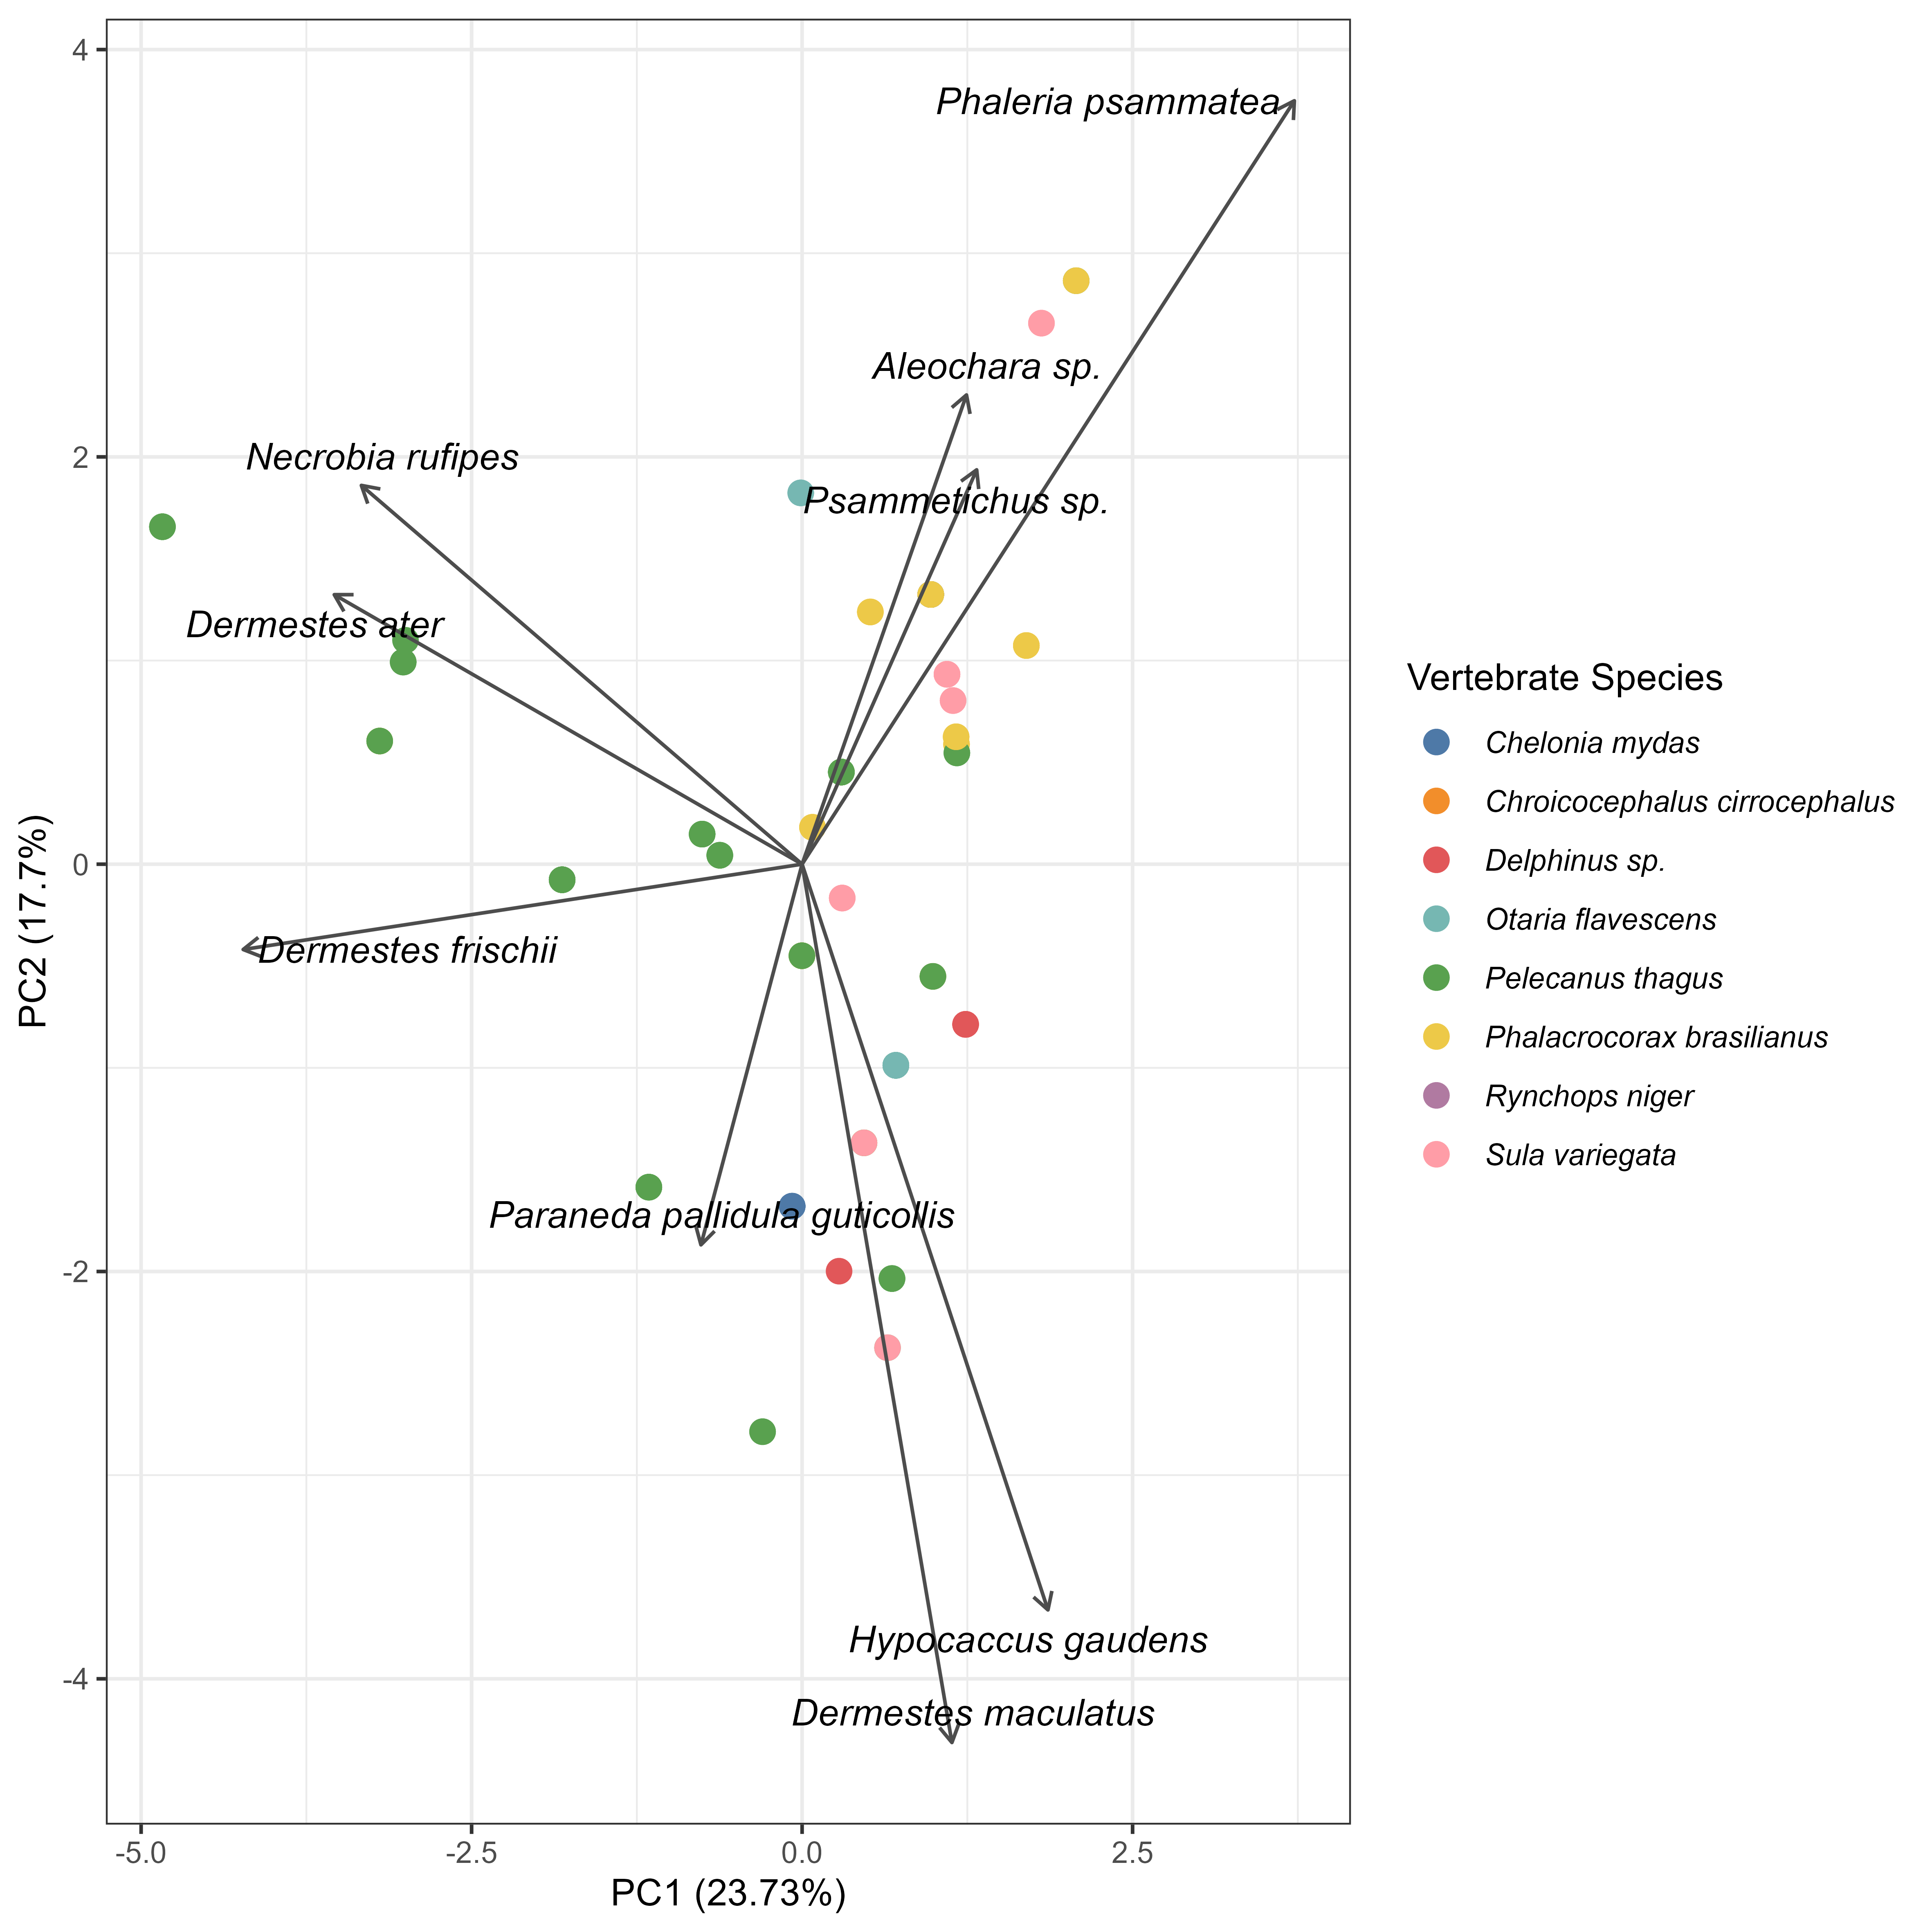 4
2
0
-2
-4
PC2 (17.7%)
Phaleria psammatea
Aleochara sp.
Necrobia rufipes
Psammetichus sp.
Dermestes ater
Dermestes frischii
Paraneda pallidula guticollis
Hypocaccus gaudens
Dermestes maculatus
-5.0
-2.5
0.0
2.5
PC1 (23.73%)
Vertebrate Species
Chelonia mydas
Chroicocephalus cirrocephalus
Delphinus sp.
Otaria flavescens
Pelecanus thagus
Phalacrocorax brasilianus
Rynchops niger
Sula variegata